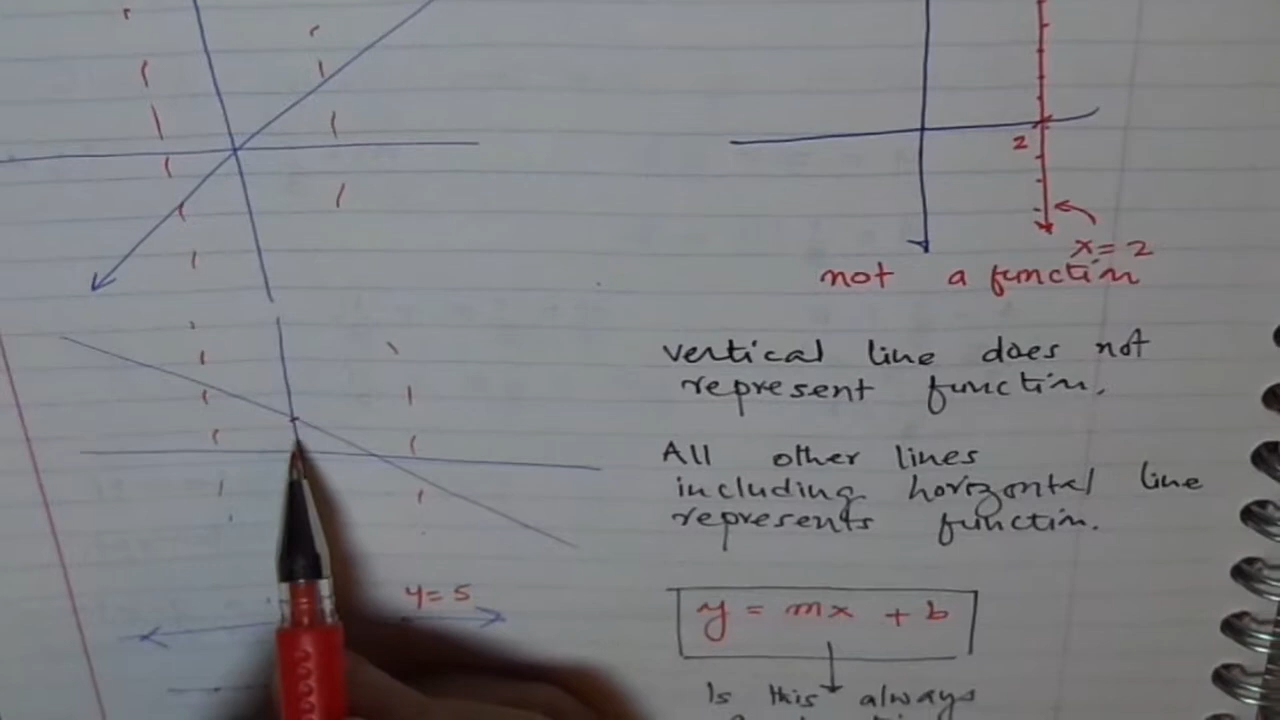 2
x = 2
not a function
vertical line does not
represent function.
All other lines
including horizontal line
represents function.
y = 5
y = mx + b
Is this always